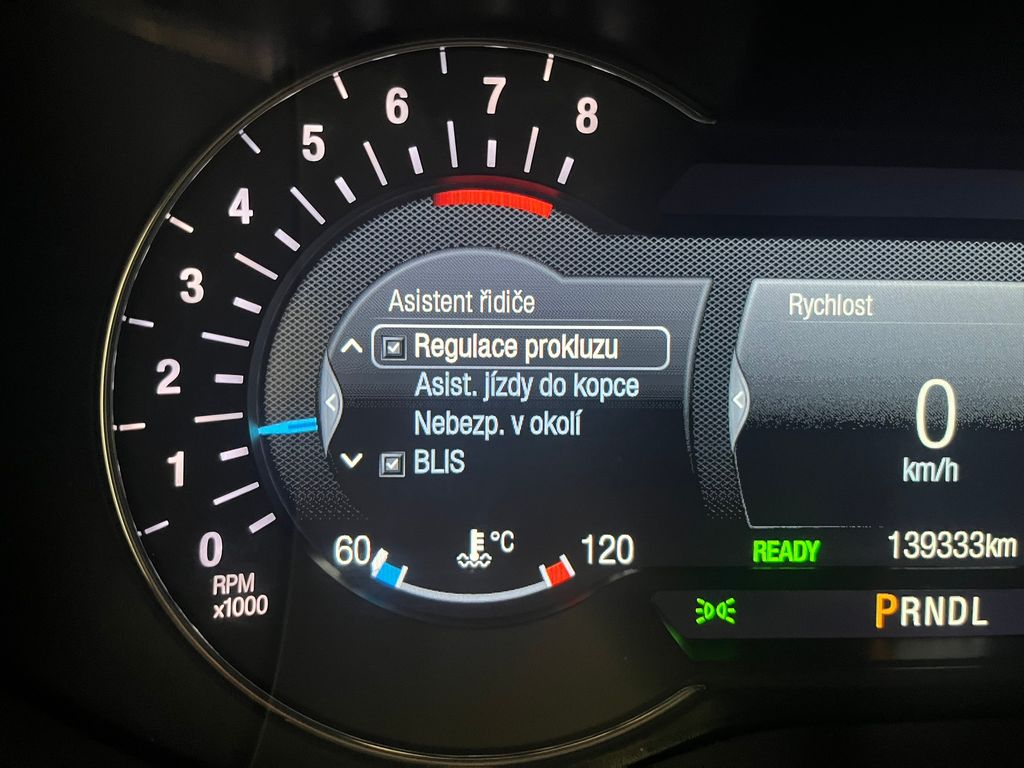 8
7
6
5
4
3
2
1
0
RPM
x1000
Asistent řidiče
Regulace prokluzu
Asist. jízdy do kopce
Nebezp. v okolí
BLIS
60
°C
120
Rychlost
0
km/h
READY
139333km
PRNDL